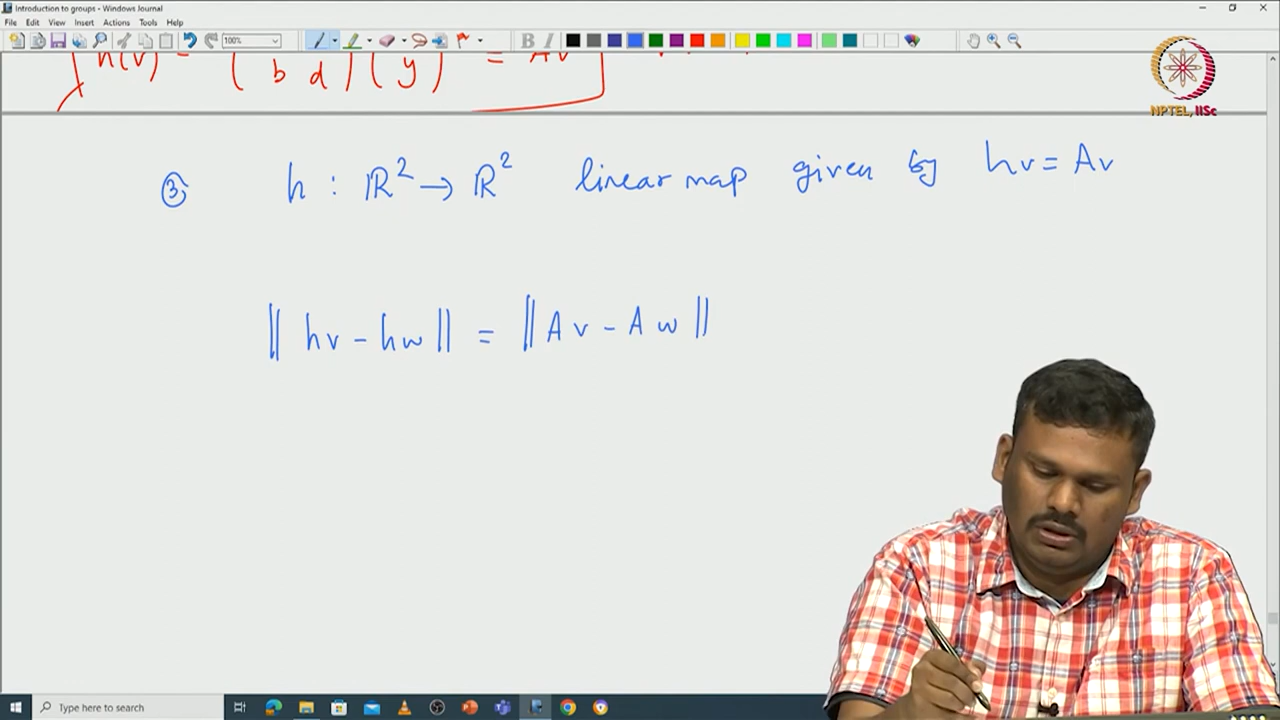 Introduction to groups - Windows Journal
File Edit View Insert Actions Tools Help
100%
B I
NPTEL, IISc
h(v) = ( b d ) ( y ) = Av
③ h : ℝ² → ℝ² linear map given by hv = Av
‖ hv - hw ‖ = ‖ Av - Aw ‖
Type here to search